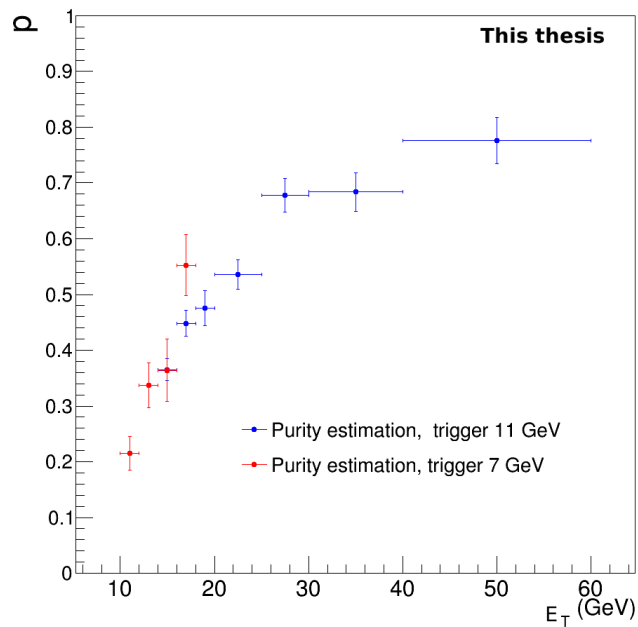 This thesis
p
1
0.9
0.8
0.7
0.6
0.5
0.4
0.3
0.2
0.1
0
Purity estimation, trigger 11 GeV
Purity estimation, trigger 7 GeV
10 20 30 40 50 60
E_T (GeV)